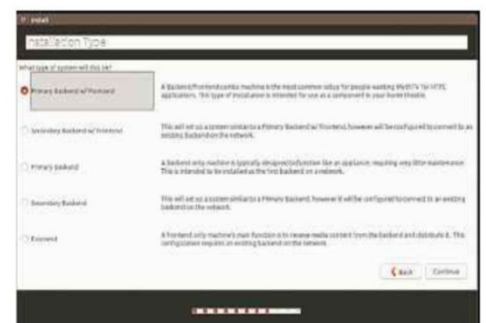 Install
Installation Type
What type of system will this be?
Primary Backend w/ Frontend
A Backend/Frontend combo machine is the most common setup for people wanting MythTV for HTPC
applications. This type of installation is intended for use as a component in your home theatre.
Secondary Backend w/ Frontend
This will set up a system similar to a Primary Backend w/ Frontend, however will be configured to connect to an
existing Backend on the network.
Primary Backend
A Backend only machine is typically designed to function like an appliance, requiring very little maintenance.
This is intended to be installed as the first backend on a network.
Secondary Backend
This will set up a system similar to a Primary Backend, however it will be configured to connect to an existing
backend on the network.
Frontend
A frontend only machine's main function is to receive media content from the backend and distribute it. This
configuration requires an existing backend on the network.
Back
Continue